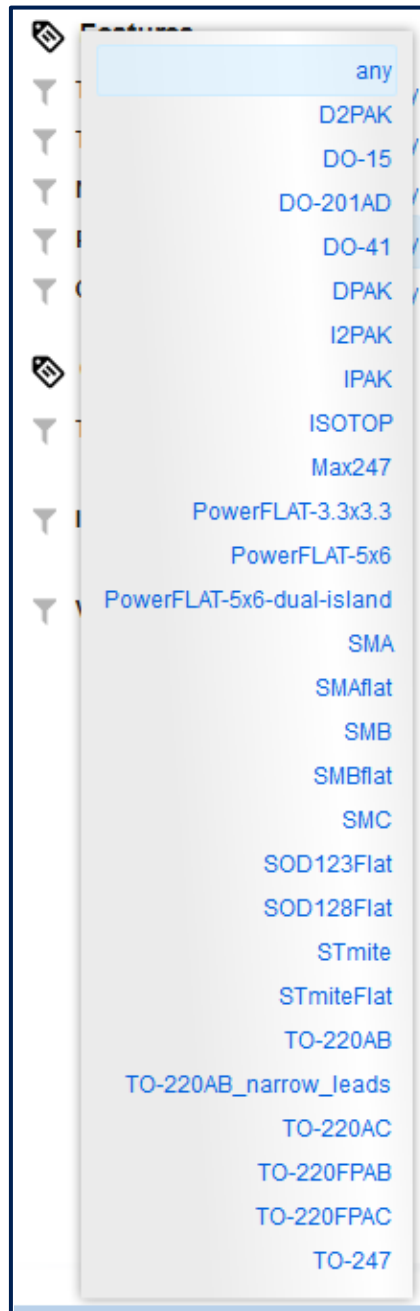 Features
any
D2PAK
DO-15
DO-201AD
DO-41
DPAK
I2PAK
IPAK
ISOTOP
Max247
PowerFLAT-3.3x3.3
PowerFLAT-5x6
PowerFLAT-5x6-dual-island
SMA
SMAflat
SMB
SMBflat
SMC
SOD123Flat
SOD128Flat
STmite
STmiteFlat
TO-220AB
TO-220AB_narrow_leads
TO-220AC
TO-220FPAB
TO-220FPAC
TO-247